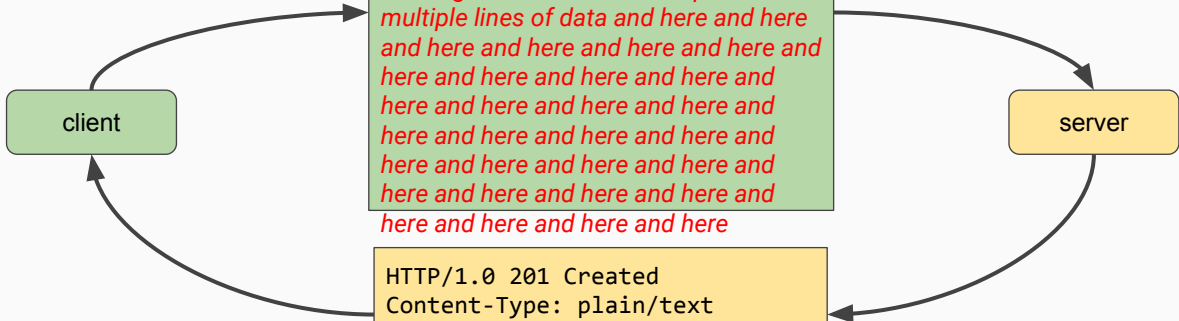 multiple lines of data and here and here
and here and here and here and here and
here and here and here and here and
here and here and here and here and
here and here and here and here and
here and here and here and here and
here and here and here and here and
here and here and here and here
client
server
HTTP/1.0 201 Created
Content-Type: plain/text